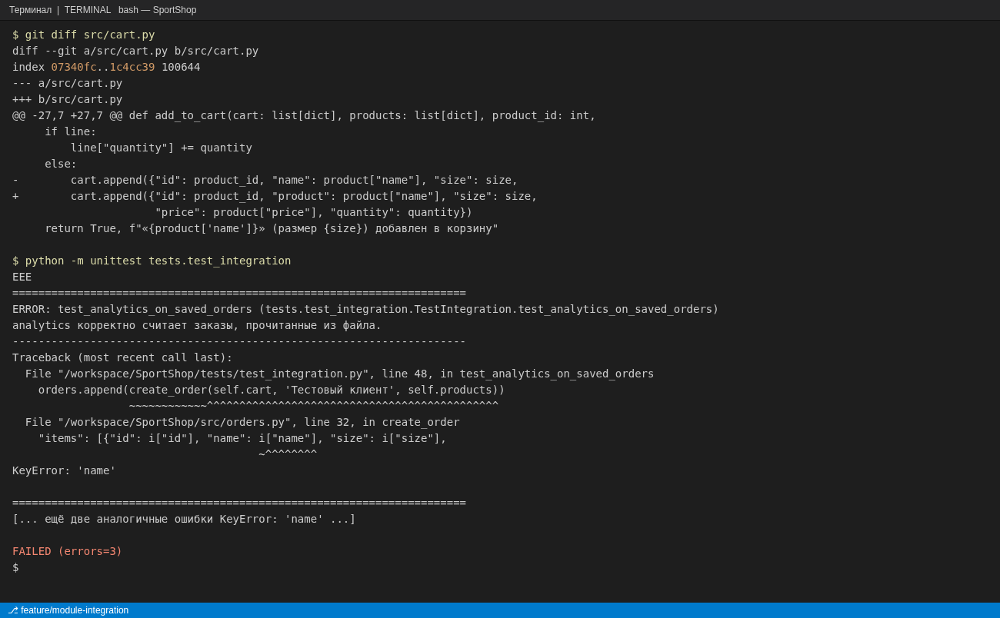 Терминал | TERMINAL bash — SportShop
$ git diff src/cart.py
diff --git a/src/cart.py b/src/cart.py
index 07340fc..1c4cc39 100644
--- a/src/cart.py
+++ b/src/cart.py
@@ -27,7 +27,7 @@ def add_to_cart(cart: list[dict], products: list[dict], product_id: int,
     if line:
         line["quantity"] += quantity
     else:
-        cart.append({"id": product_id, "name": product["name"], "size": size,
+        cart.append({"id": product_id, "product": product["name"], "size": size,
                      "price": product["price"], "quantity": quantity})
     return True, f"«{product['name']}» (размер {size}) добавлен в корзину"
$ python -m unittest tests.test_integration
EEE
======================================================================
ERROR: test_analytics_on_saved_orders (tests.test_integration.TestIntegration.test_analytics_on_saved_orders)
analytics корректно считает заказы, прочитанные из файла.
----------------------------------------------------------------------
Traceback (most recent call last):
  File "/workspace/SportShop/tests/test_integration.py", line 48, in test_analytics_on_saved_orders
    orders.append(create_order(self.cart, 'Тестовый клиент', self.products))
                  ~~~~~~~~~~~~^^^^^^^^^^^^^^^^^^^^^^^^^^^^^^^^^^^^^^^^^^^^^
  File "/workspace/SportShop/src/orders.py", line 32, in create_order
    "items": [{"id": i["id"], "name": i["name"], "size": i["size"],
                                      ~^^^^^^^^
KeyError: 'name'
======================================================================
[... ещё две аналогичные ошибки KeyError: 'name' ...]
FAILED (errors=3)
$
⎇ feature/module-integration